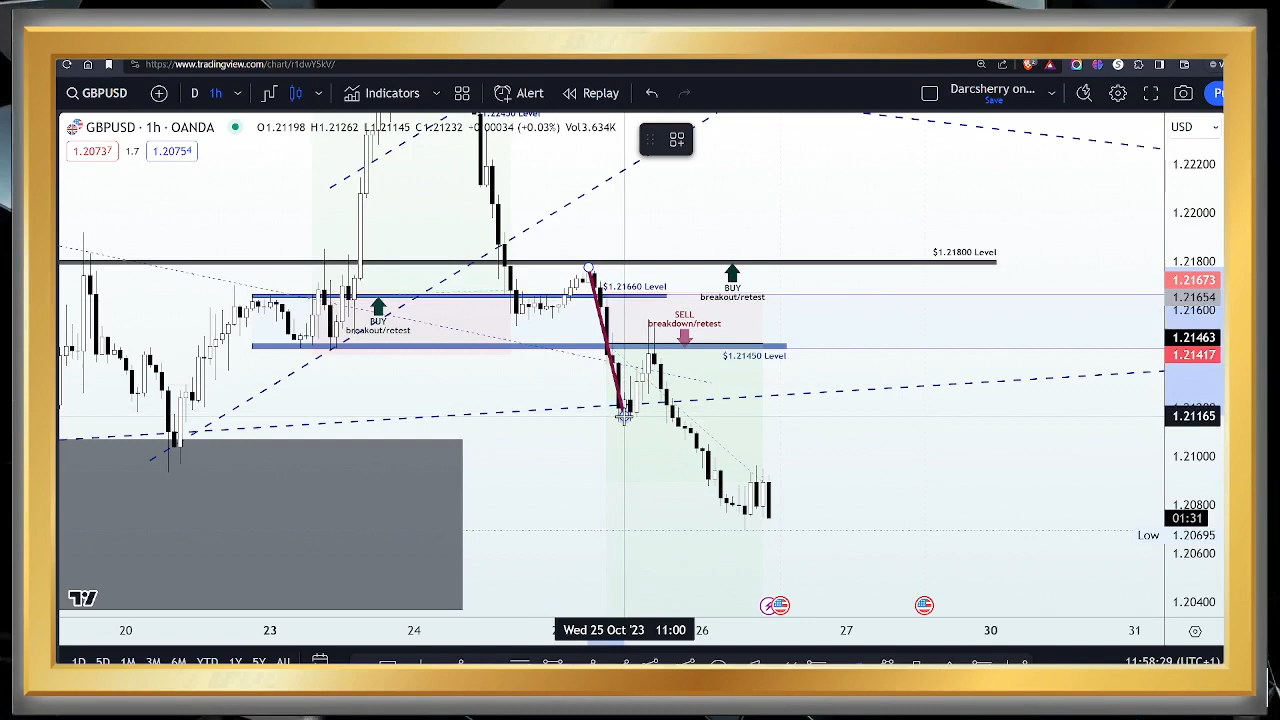 https://www.tradingview.com/chart/r1dwY5kV/
GBPUSD
D
1h
Indicators
Alert
Replay
Darcsherry on...
Save
GBPUSD · 1h · OANDA
O1.21198 H1.21262 L1.21145 C1.21232 +0.00034 (+0.03%) Vol3.634K
1.20737 1.7 1.20754
USD
1.22200
1.22000
$1.21800 Level
1.21800
1.21673
$1.21660 Level
1.21654
BUY
breakout/retest
1.21600
SELL
breakdown/retest
BUY
breakout/retest
1.21463
$1.21450 Level
1.21417
1.21165
1.21000
1.20800
01:31
Low 1.20695
1.20600
1.20400
20 23 24 Wed 25 Oct '23 11:00 26 27 30 31
1D 5D 1M 3M 6M YTD 1Y 5Y All
11:58:29 (UTC+1)